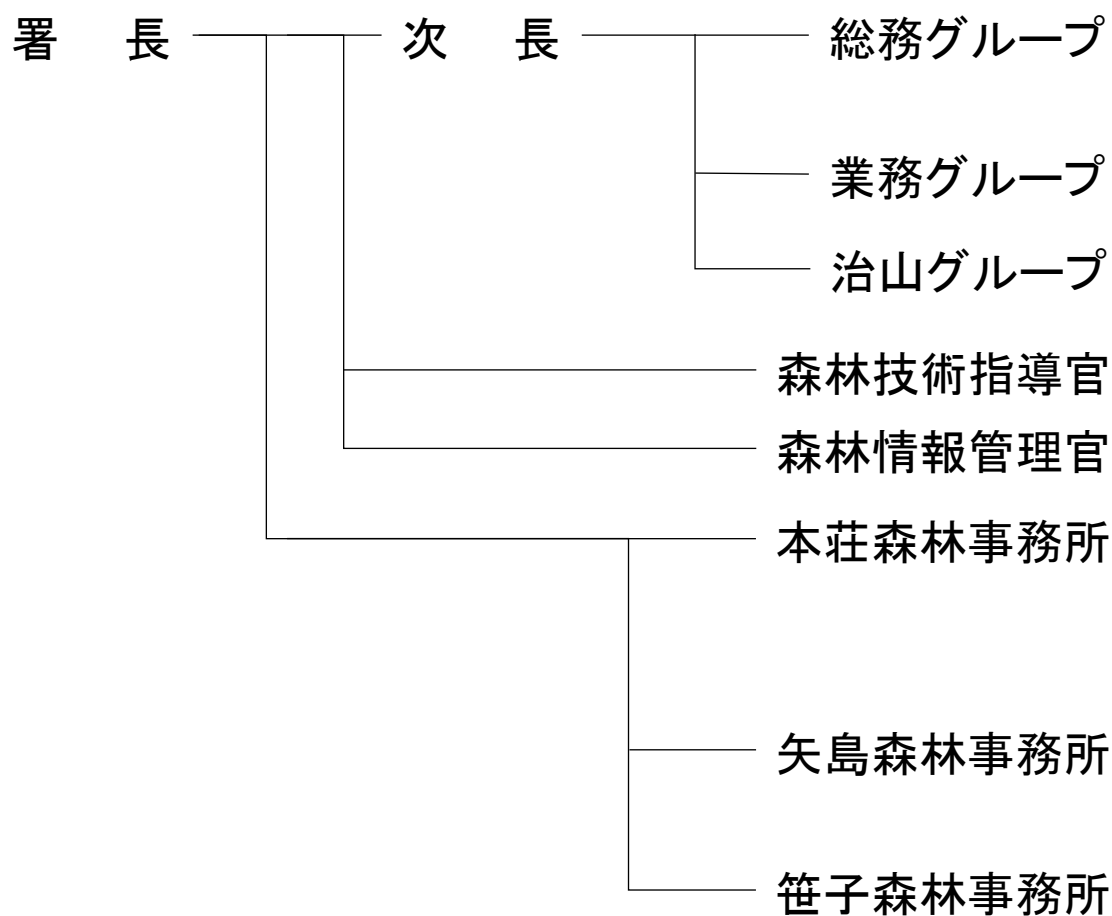 署長 次長 総務グループ
業務グループ
治山グループ
森林技術指導官
森林情報管理官
本荘森林事務所
矢島森林事務所
笹子森林事務所